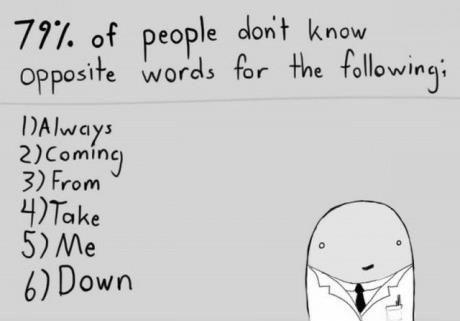 79% of people don't know
opposite words for the following;
1) Always
2) Coming
3) From
4) Take
5) Me
6) Down